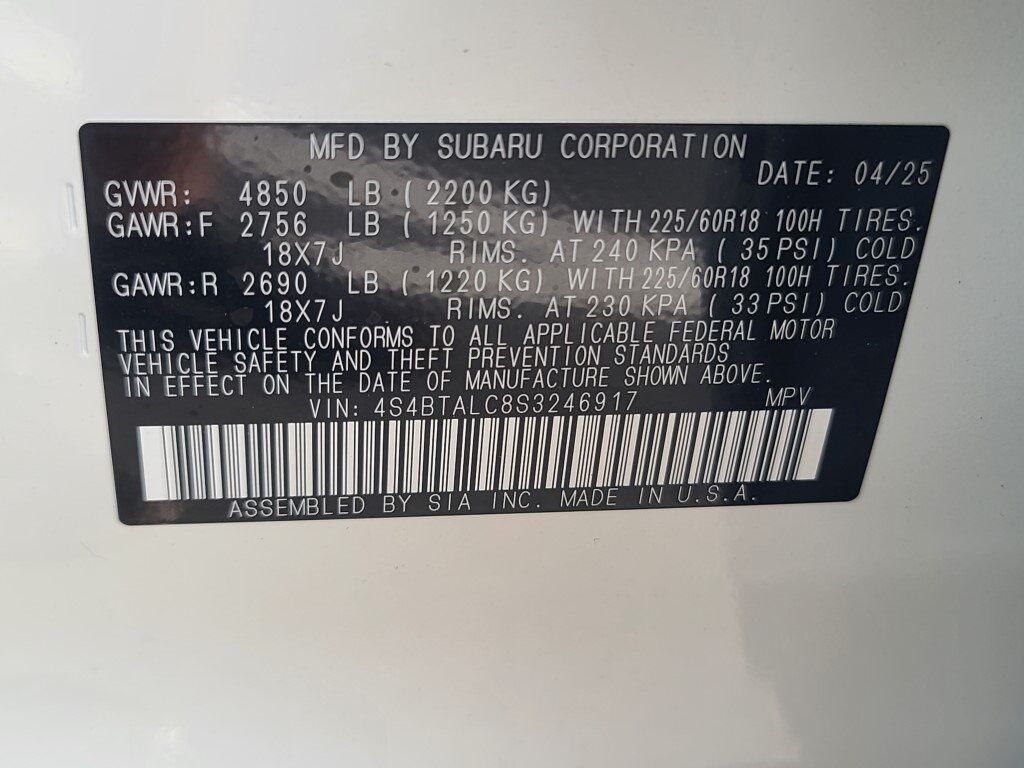 MFD BY SUBARU CORPORATION
DATE: 04/25
GVWR: 4850 LB (2200 KG)
GAWR:F 2756 LB (1250 KG) WITH 225/60R18 100H TIRES.
18X7J RIMS. AT 240 KPA (35 PSI) COLD
GAWR:R 2690 LB (1220 KG) WITH 225/60R18 100H TIRES.
18X7J RIMS. AT 230 KPA (33 PSI) COLD
THIS VEHICLE CONFORMS TO ALL APPLICABLE FEDERAL MOTOR
VEHICLE SAFETY AND THEFT PREVENTION STANDARDS
IN EFFECT ON THE DATE OF MANUFACTURE SHOWN ABOVE.
VIN: 4S4BTALC8S3246917 MPV
ASSEMBLED BY SIA INC. MADE IN U.S.A.